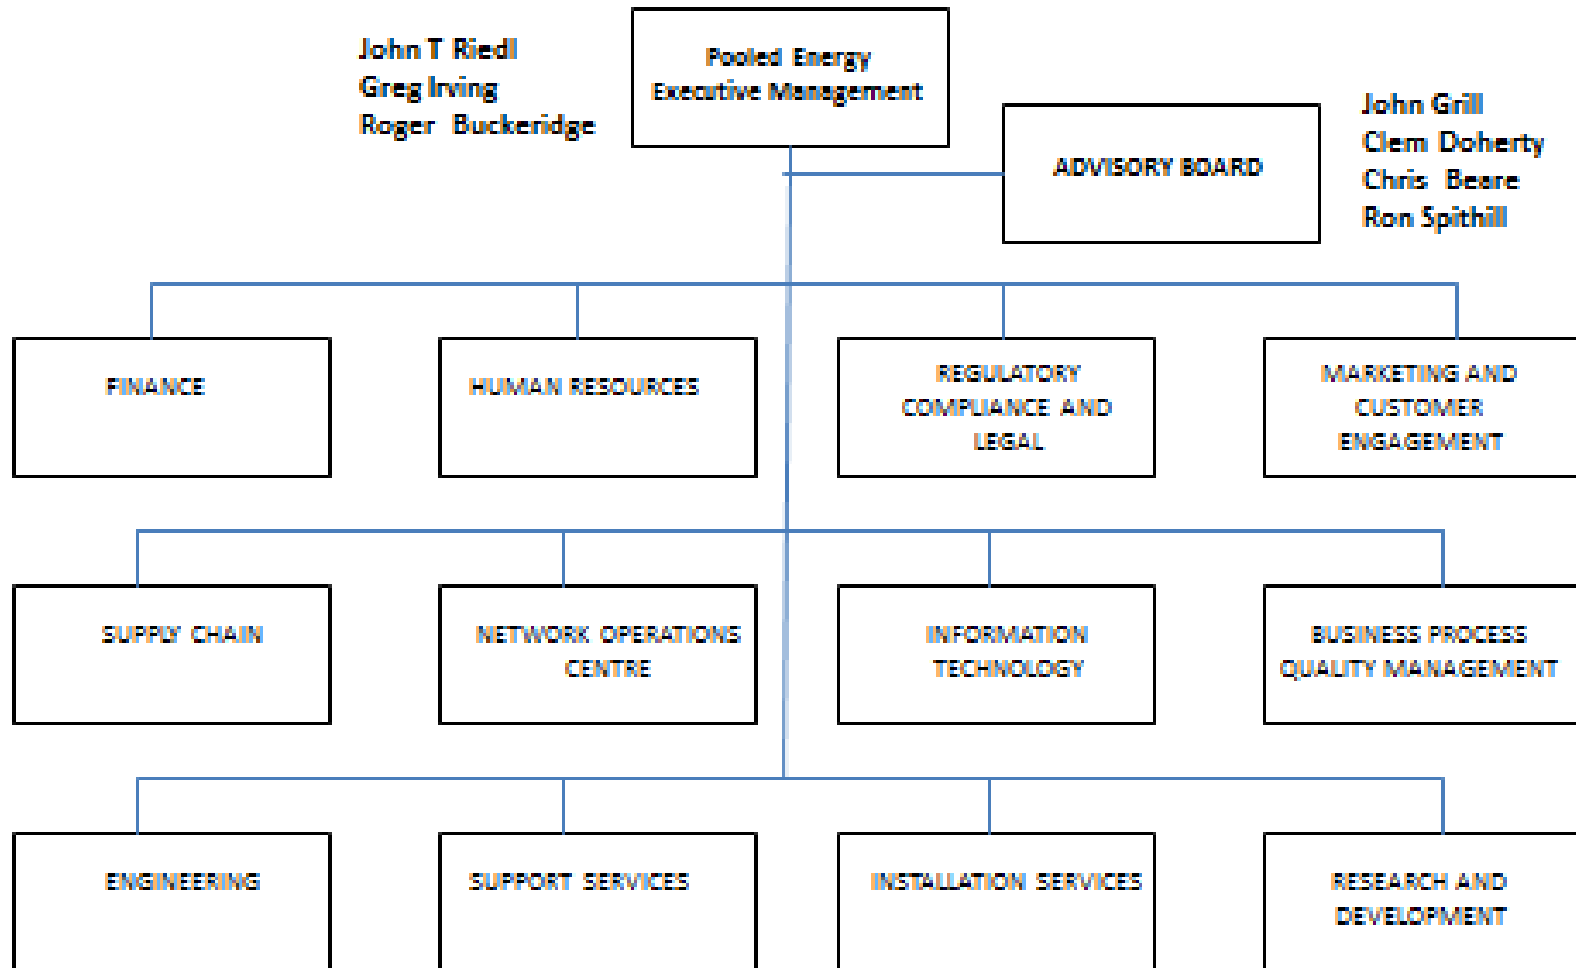 John T Riedl
Greg Irving
Roger Buckeridge
Pooled Energy
Executive Management
ADVISORY BOARD
John Grill
Clem Doherty
Chris Beare
Ron Spithill
FINANCE
HUMAN RESOURCES
REGULATORY
COMPLIANCE AND
LEGAL
MARKETING AND
CUSTOMER
ENGAGEMENT
SUPPLY CHAIN
NETWORK OPERATIONS
CENTRE
INFORMATION
TECHNOLOGY
BUSINESS PROCESS
QUALITY MANAGEMENT
ENGINEERING
SUPPORT SERVICES
INSTALLATION SERVICES
RESEARCH AND
DEVELOPMENT